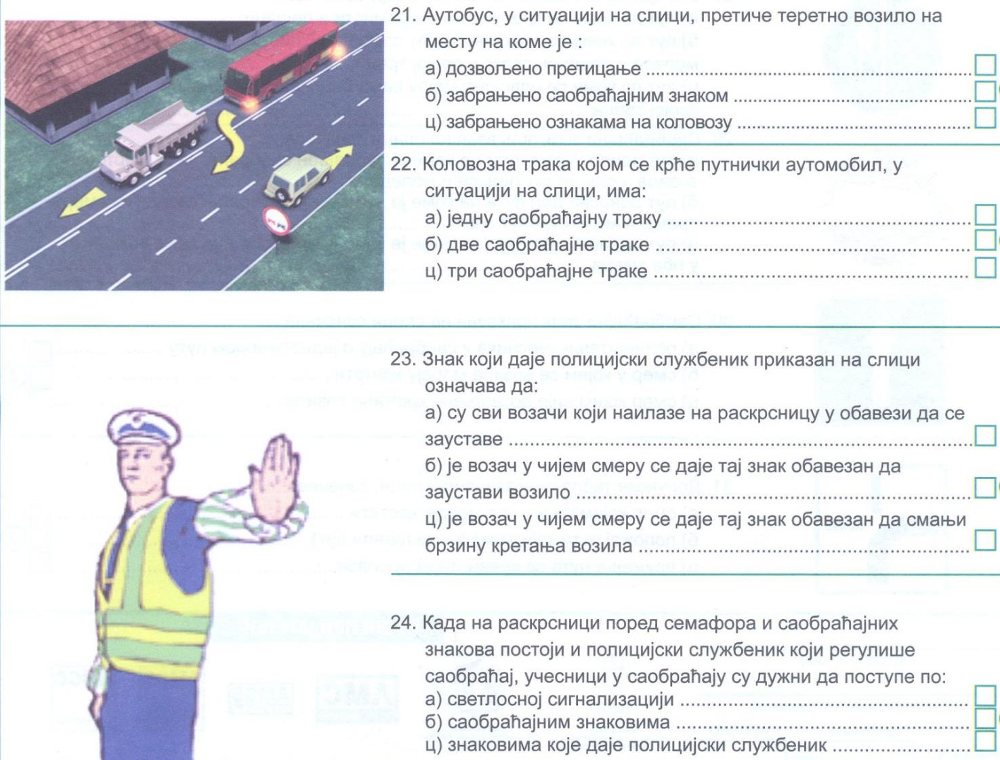 21. Аутобус, у ситуацији на слици, претиче теретно возило на
месту на коме је :
а) дозвољено претицање
б) забрањено саобраћајним знаком
ц) забрањено ознакама на коловозу
22. Коловозна трака којом се крће путнички аутомобил, у
ситуацији на слици, има:
а) једну саобраћајну траку
б) две саобраћајне траке
ц) три саобраћајне траке
23. Знак који даје полицијски службеник приказан на слици
означава да:
а) су сви возачи који наилазе на раскрсницу у обавези да се
зауставе
б) је возач у чијем смеру се даје тај знак обавезан да
заустави возило
ц) је возач у чијем смеру се даје тај знак обавезан да смањи
брзину кретања возила
24. Када на раскрсници поред семафора и саобраћајних
знакова постоји и полицијски службеник који регулише
саобраћај, учесници у саобраћају су дужни да поступе по:
а) светлосној сигнализацији
б) саобраћајним знаковима
ц) знаковима које даје полицијски службеник